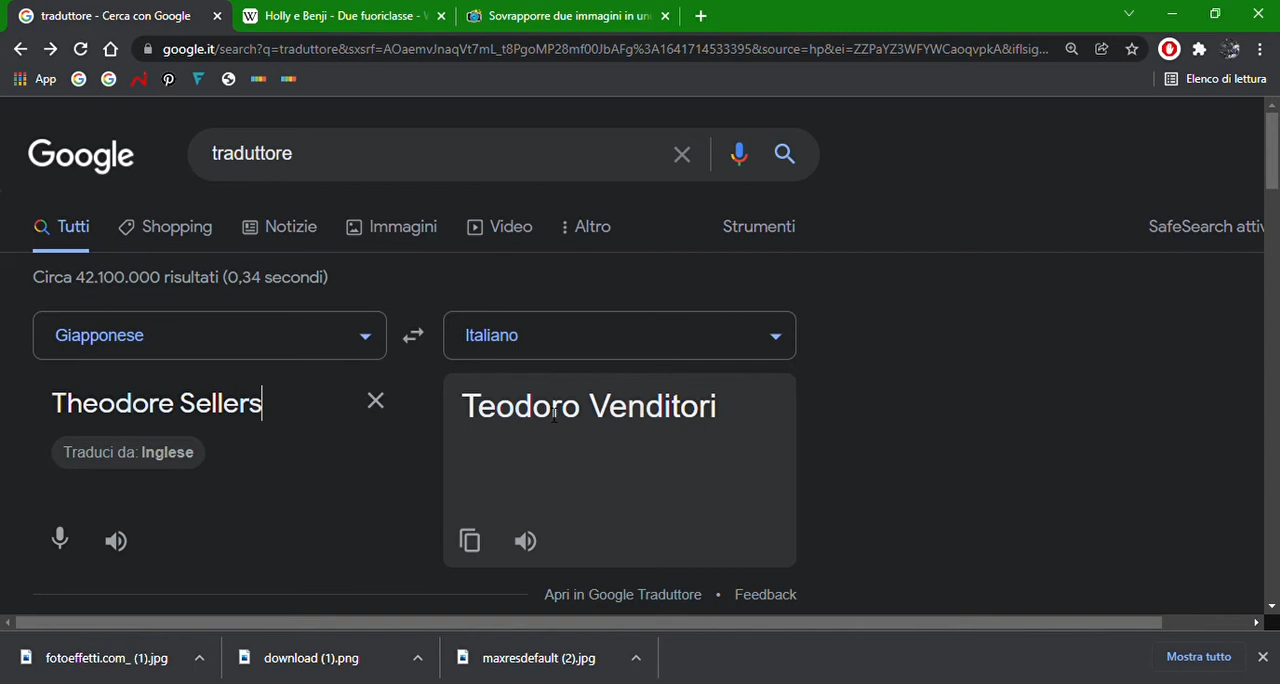 traduttore - Cerca con Google
Holly e Benji - Due fuoriclasse -
Sovrapporre due immagini in un
google.it/search?q=traduttore&sxsrf=AOaemvJnaqVt7mL_t8PgoMP28mf00JbAFg%3A1641714533395&source=hp&ei=ZZPaYZ3WFYWCaoqvpkA&iflsig...
App
Elenco di lettura
Google
traduttore
Tutti
Shopping
Notizie
Immagini
Video
Altro
Strumenti
SafeSearch attiv
Circa 42.100.000 risultati (0,34 secondi)
Giapponese
Italiano
Theodore Sellers
Teodoro Venditori
Traduci da: Inglese
Apri in Google Traduttore • Feedback
fotoeffetti.com_ (1).jpg
download (1).png
maxresdefault (2).jpg
Mostra tutto